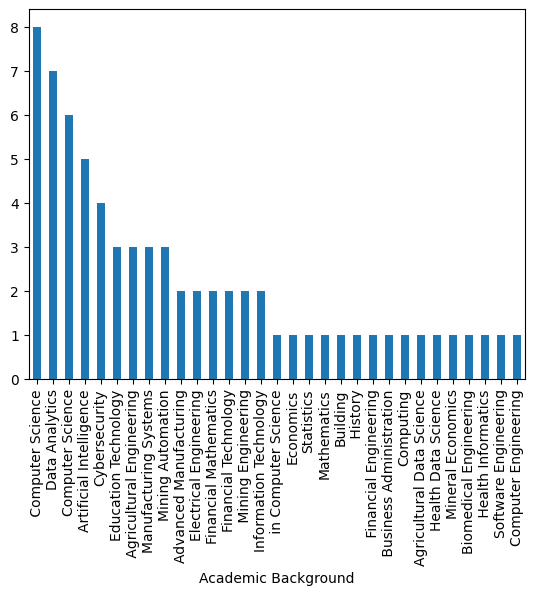 8
7
6
5
4
3
2
1
0
Computer Science
Data Analytics
Computer Science
Artificial Intelligence
Cybersecurity
Education Technology
Agricultural Engineering
Manufacturing Systems
Mining Automation
Advanced Manufacturing
Electrical Engineering
Financial Mathematics
Financial Technology
Mining Engineering
Information Technology
in Computer Science
Economics
Statistics
Mathematics
Building
History
Financial Engineering
Business Administration
Computing
Agricultural Data Science
Health Data Science
Mineral Economics
Biomedical Engineering
Health Informatics
Software Engineering
Computer Engineering
Academic Background